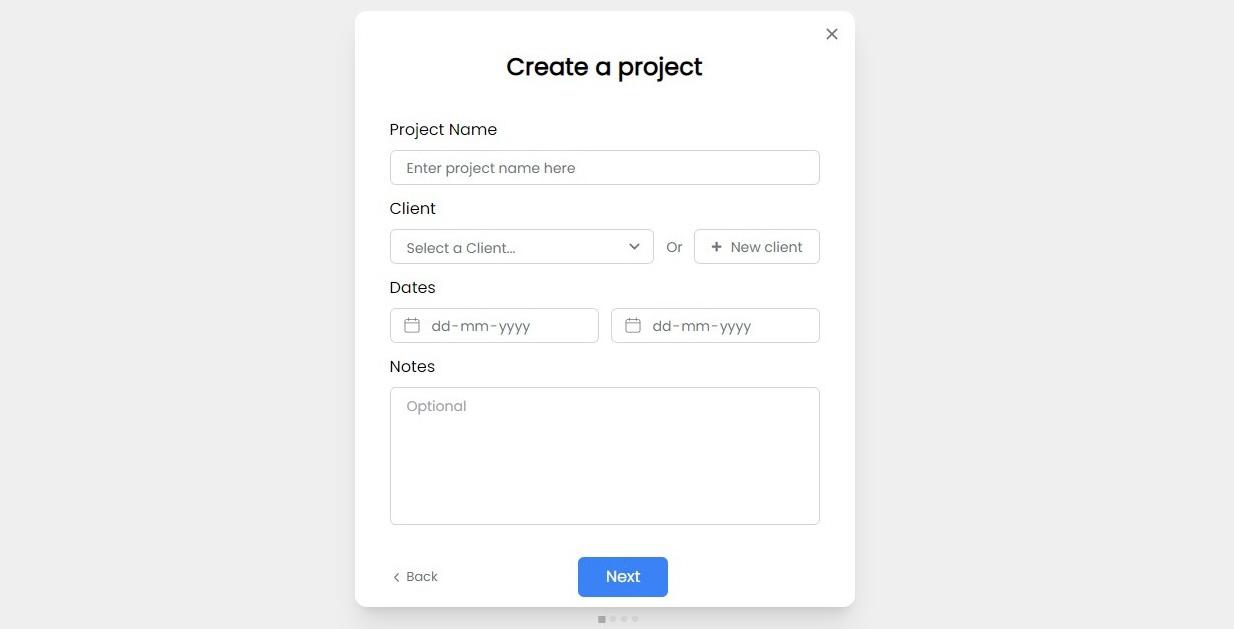 Create a project
Project Name
Enter project name here
Client
Select a Client...
Or
+ New client
Dates
dd-mm-yyyy
dd-mm-yyyy
Notes
Optional
Back
Next